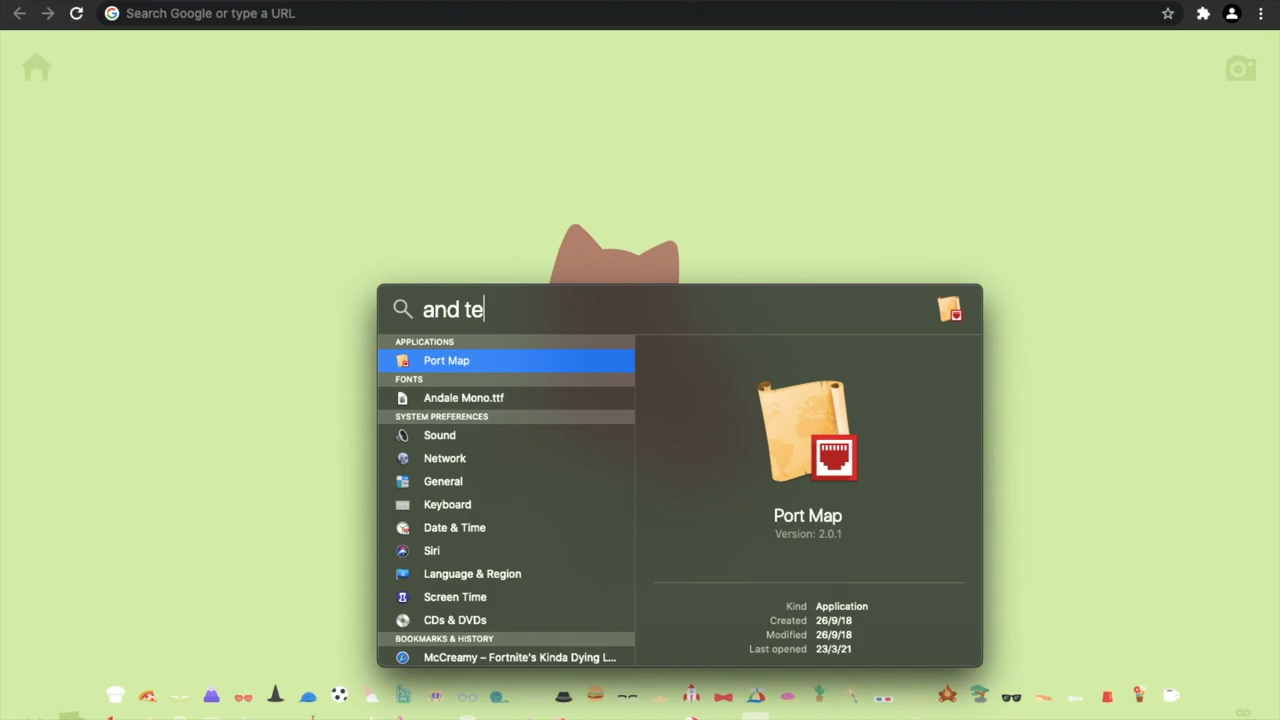 Search Google or type a URL
and te
APPLICATIONS
Port Map
FONTS
Andale Mono.ttf
SYSTEM PREFERENCES
Sound
Network
General
Keyboard
Date & Time
Siri
Language & Region
Screen Time
CDs & DVDs
BOOKMARKS & HISTORY
McCreamy – Fortnite's Kinda Dying L...
Port Map
Version: 2.0.1
Kind Application
Created 26/9/18
Modified 26/9/18
Last opened 23/3/21